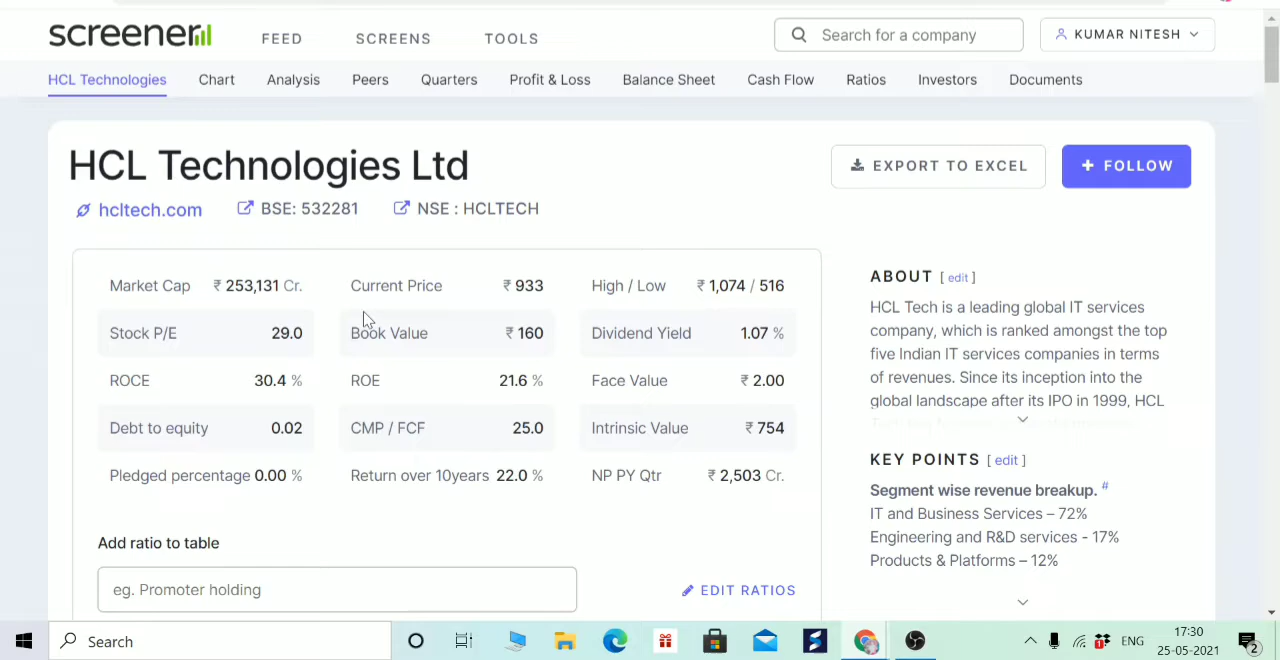 screener
FEED SCREENS TOOLS
Search for a company
KUMAR NITESH
HCL Technologies Chart Analysis Peers Quarters Profit & Loss Balance Sheet Cash Flow Ratios Investors Documents
HCL Technologies Ltd
EXPORT TO EXCEL
+ FOLLOW
hcltech.com BSE: 532281 NSE : HCLTECH
Market Cap ₹ 253,131 Cr. Current Price ₹ 933 High / Low ₹ 1,074 / 516
Stock P/E 29.0 Book Value ₹ 160 Dividend Yield 1.07 %
ROCE 30.4 % ROE 21.6 % Face Value ₹ 2.00
Debt to equity 0.02 CMP / FCF 25.0 Intrinsic Value ₹ 754
Pledged percentage 0.00 % Return over 10years 22.0 % NP PY Qtr ₹ 2,503 Cr.
Add ratio to table
eg. Promoter holding
EDIT RATIOS
ABOUT [ edit ]
HCL Tech is a leading global IT services
company, which is ranked amongst the top
five Indian IT services companies in terms
of revenues. Since its inception into the
global landscape after its IPO in 1999, HCL
KEY POINTS [ edit ]
Segment wise revenue breakup. #
IT and Business Services – 72%
Engineering and R&D services - 17%
Products & Platforms – 12%
Search
ENG
17:30
25-05-2021
2